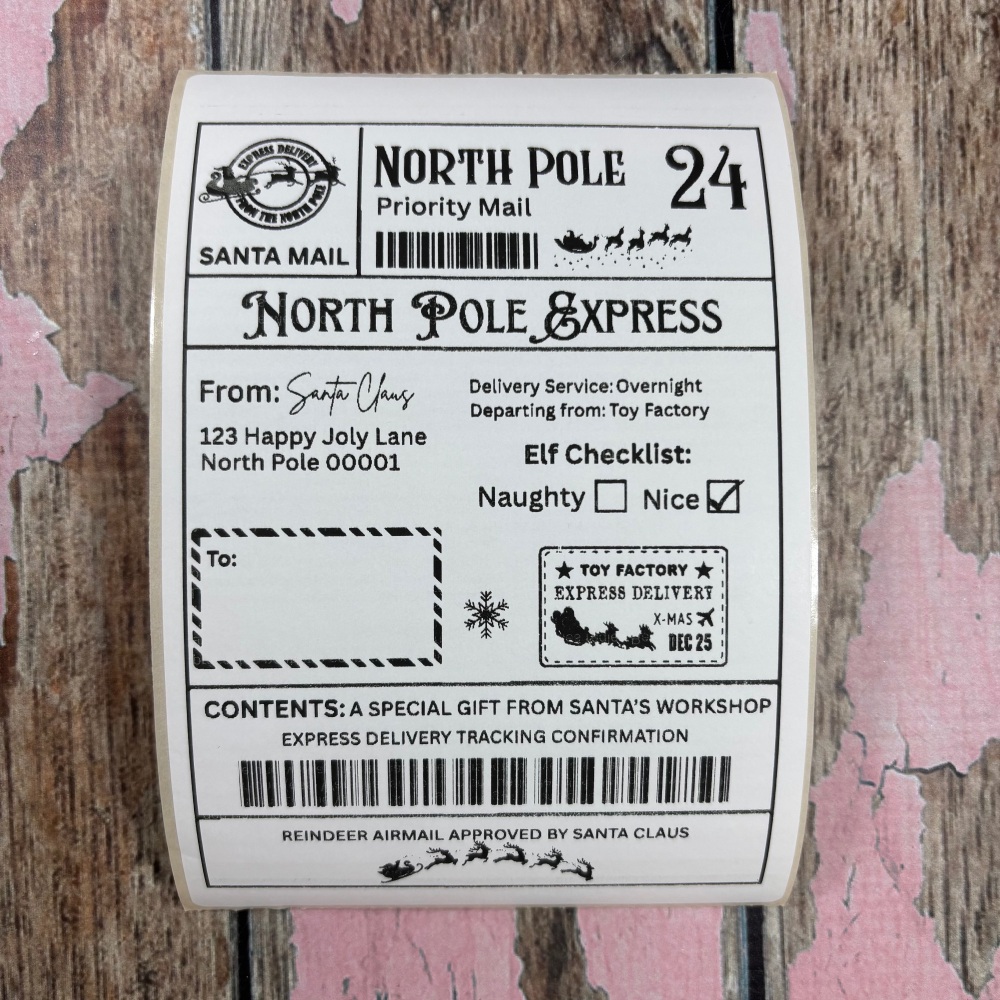 EXPRESS DELIVERY
FROM THE NORTH POLE
SANTA MAIL
NORTH POLE 24
Priority Mail
NORTH POLE EXPRESS
From: Santa Claus
123 Happy Joly Lane
North Pole 00001
Delivery Service: Overnight
Departing from: Toy Factory
Elf Checklist:
Naughty Nice
To:
TOY FACTORY
EXPRESS DELIVERY
X-MAS
DEC 25
CONTENTS: A SPECIAL GIFT FROM SANTA'S WORKSHOP
EXPRESS DELIVERY TRACKING CONFIRMATION
REINDEER AIRMAIL APPROVED BY SANTA CLAUS